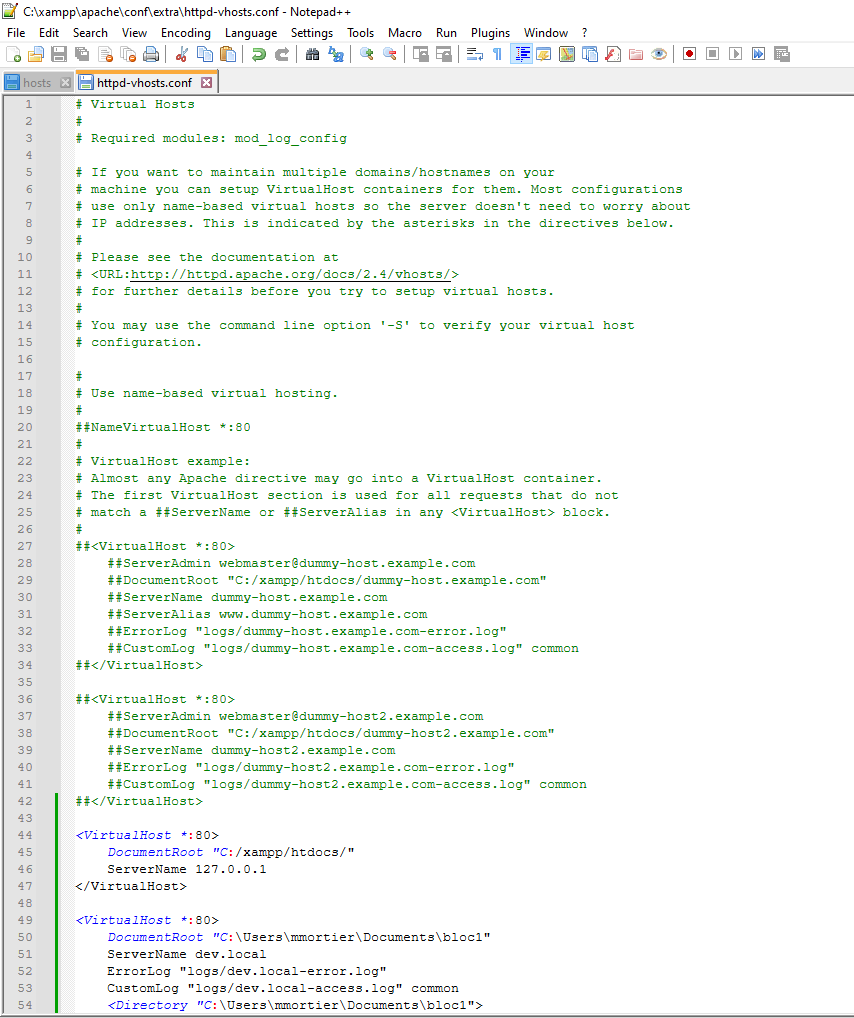 C:\xampp\apache\conf\extra\httpd-vhosts.conf - Notepad++
File Edit Search View Encoding Language Settings Tools Macro Run Plugins Window ?
hosts httpd-vhosts.conf
1 # Virtual Hosts
2 #
3 # Required modules: mod_log_config
4
5 # If you want to maintain multiple domains/hostnames on your
6 # machine you can setup VirtualHost containers for them. Most configurations
7 # use only name-based virtual hosts so the server doesn't need to worry about
8 # IP addresses. This is indicated by the asterisks in the directives below.
9 #
10 # Please see the documentation at
11 # <URL:http://httpd.apache.org/docs/2.4/vhosts/>
12 # for further details before you try to setup virtual hosts.
13 #
14 # You may use the command line option '-S' to verify your virtual host
15 # configuration.
16
17 #
18 # Use name-based virtual hosting.
19 #
20 ##NameVirtualHost *:80
21 #
22 # VirtualHost example:
23 # Almost any Apache directive may go into a VirtualHost container.
24 # The first VirtualHost section is used for all requests that do not
25 # match a ##ServerName or ##ServerAlias in any <VirtualHost> block.
26 #
27 ##<VirtualHost *:80>
28 ##ServerAdmin webmaster@dummy-host.example.com
29 ##DocumentRoot "C:/xampp/htdocs/dummy-host.example.com"
30 ##ServerName dummy-host.example.com
31 ##ServerAlias www.dummy-host.example.com
32 ##ErrorLog "logs/dummy-host.example.com-error.log"
33 ##CustomLog "logs/dummy-host.example.com-access.log" common
34 ##</VirtualHost>
35
36 ##<VirtualHost *:80>
37 ##ServerAdmin webmaster@dummy-host2.example.com
38 ##DocumentRoot "C:/xampp/htdocs/dummy-host2.example.com"
39 ##ServerName dummy-host2.example.com
40 ##ErrorLog "logs/dummy-host2.example.com-error.log"
41 ##CustomLog "logs/dummy-host2.example.com-access.log" common
42 ##</VirtualHost>
43
44 <VirtualHost *:80>
45 DocumentRoot "C:/xampp/htdocs/"
46 ServerName 127.0.0.1
47 </VirtualHost>
48
49 <VirtualHost *:80>
50 DocumentRoot "C:\Users\mmortier\Documents\bloc1"
51 ServerName dev.local
52 ErrorLog "logs/dev.local-error.log"
53 CustomLog "logs/dev.local-access.log" common
54 <Directory "C:\Users\mmortier\Documents\bloc1">